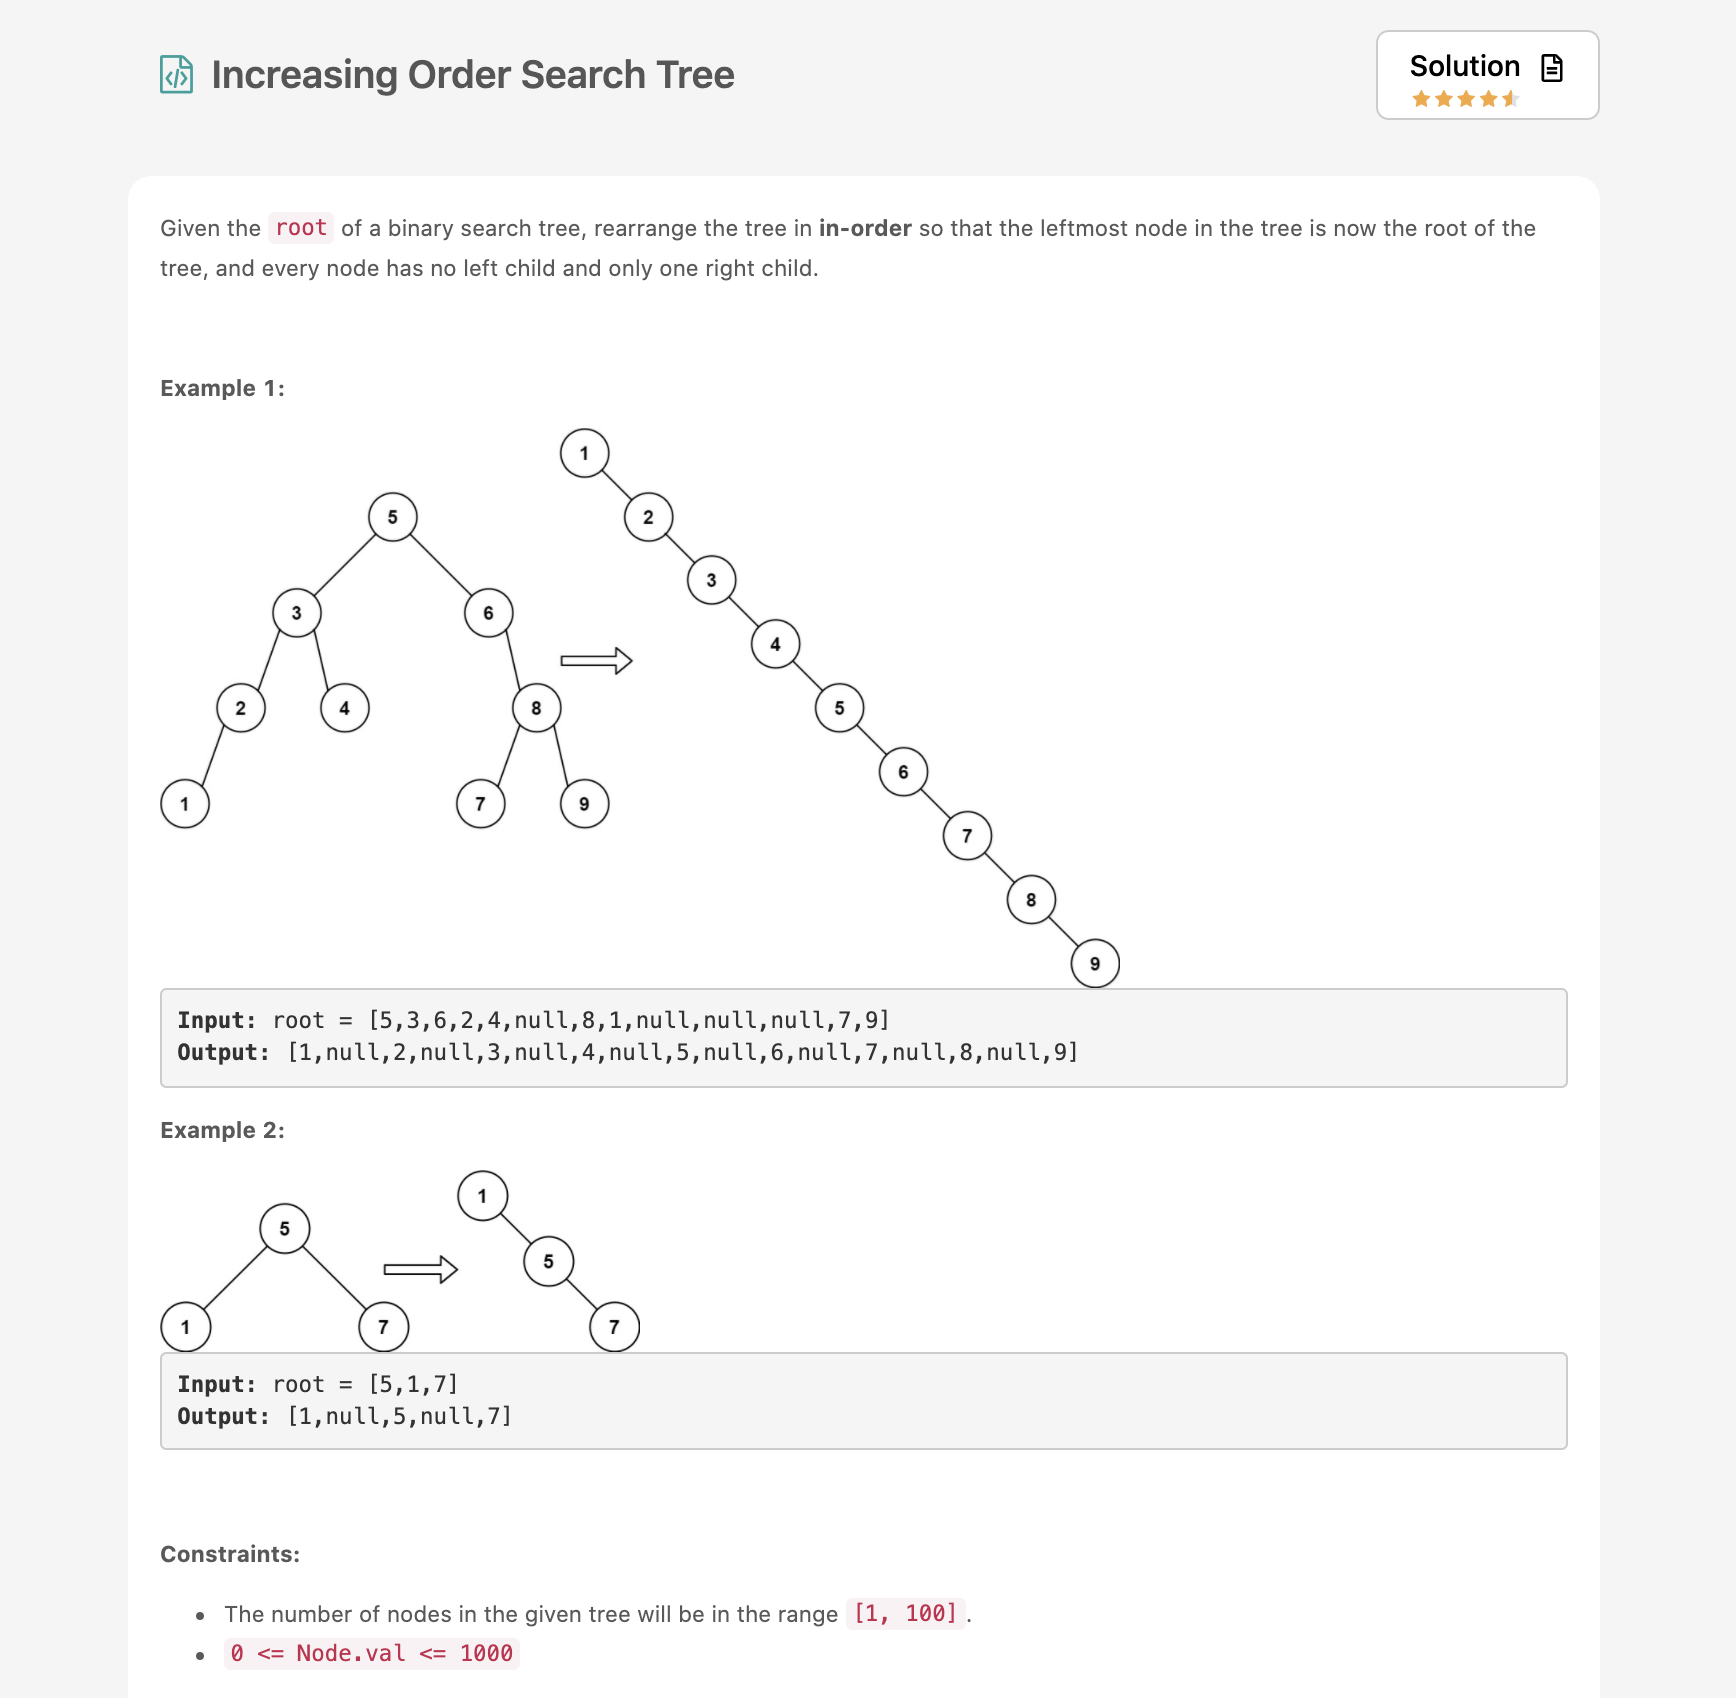 Increasing Order Search Tree
Solution
Given the root of a binary search tree, rearrange the tree in in-order so that the leftmost node in the tree is now the root of the
tree, and every node has no left child and only one right child.
Example 1:
1
5
2
3
6
3
4
2
4
8
5
1
7
9
6
7
8
9
Input: root = [5,3,6,2,4,null,8,1,null,null,null,7,9]
Output: [1,null,2,null,3,null,4,null,5,null,6,null,7,null,8,null,9]
Example 2:
5
1
7
1
5
7
Input: root = [5,1,7]
Output: [1,null,5,null,7]
Constraints:
• The number of nodes in the given tree will be in the range [1, 100].
• 0 <= Node.val <= 1000